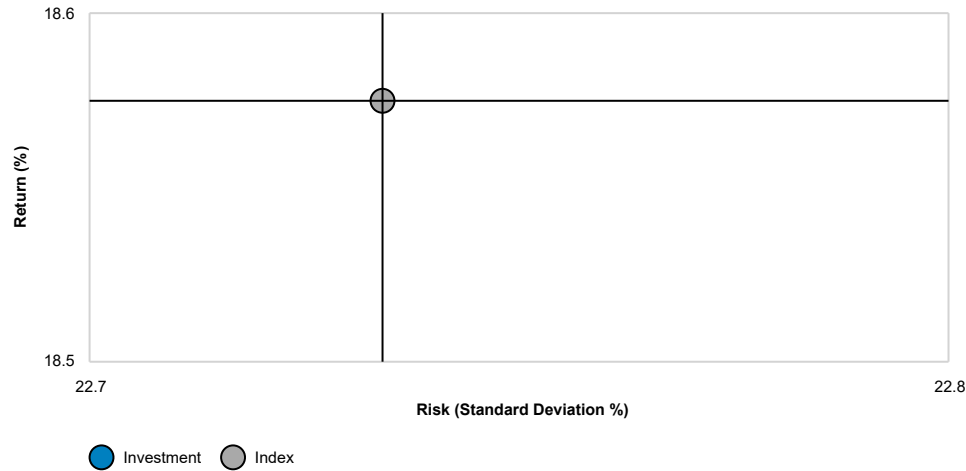 18.6
Return (%)
18.5
22.7
22.8
Risk (Standard Deviation %)
Investment
Index